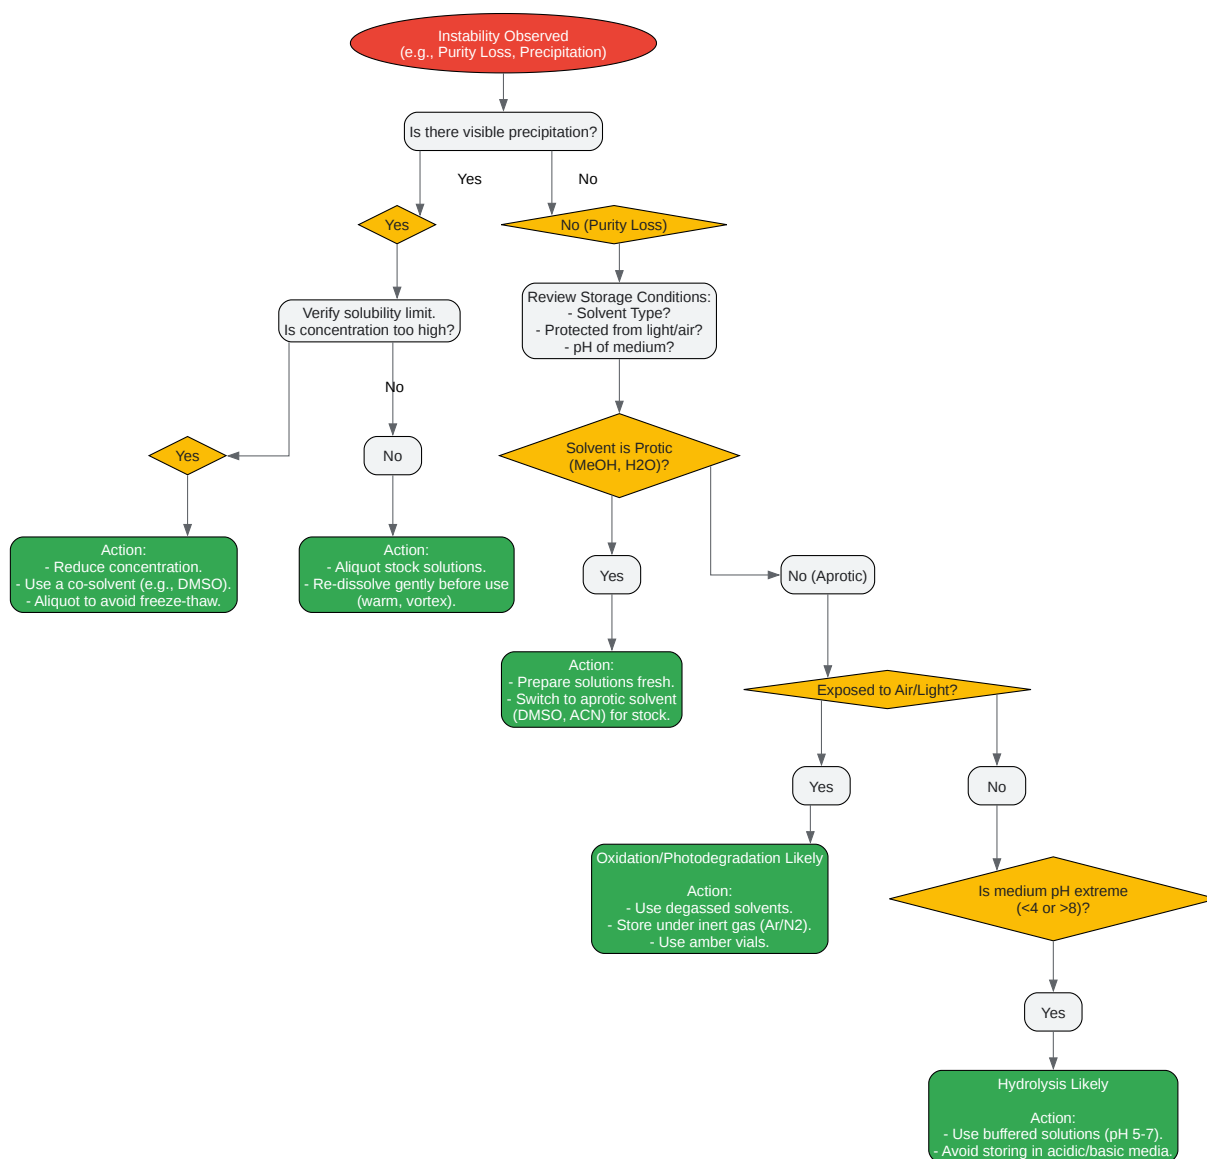 Instability Observed
(e.g., Purity Loss, Precipitation)
Is there visible precipitation?
Yes
No
Yes
No (Purity Loss)
Verify solubility limit.
Is concentration too high?
Review Storage Conditions:
- Solvent Type?
- Protected from light/air?
- pH of medium?
No
Yes
No
Solvent is Protic
(MeOH, H2O)?
Action:
- Reduce concentration.
- Use a co-solvent (e.g., DMSO).
- Aliquot to avoid freeze-thaw.
Action:
- Aliquot stock solutions.
- Re-dissolve gently before use
(warm, vortex).
Yes
No (Aprotic)
Action:
- Prepare solutions fresh.
- Switch to aprotic solvent
(DMSO, ACN) for stock.
Exposed to Air/Light?
Yes
No
Oxidation/Photodegradation Likely
Action:
- Use degassed solvents.
- Store under inert gas (Ar/N2).
- Use amber vials.
Is medium pH extreme
(<4 or >8)?
Yes
Hydrolysis Likely
Action:
- Use buffered solutions (pH 5-7).
- Avoid storing in acidic/basic media.